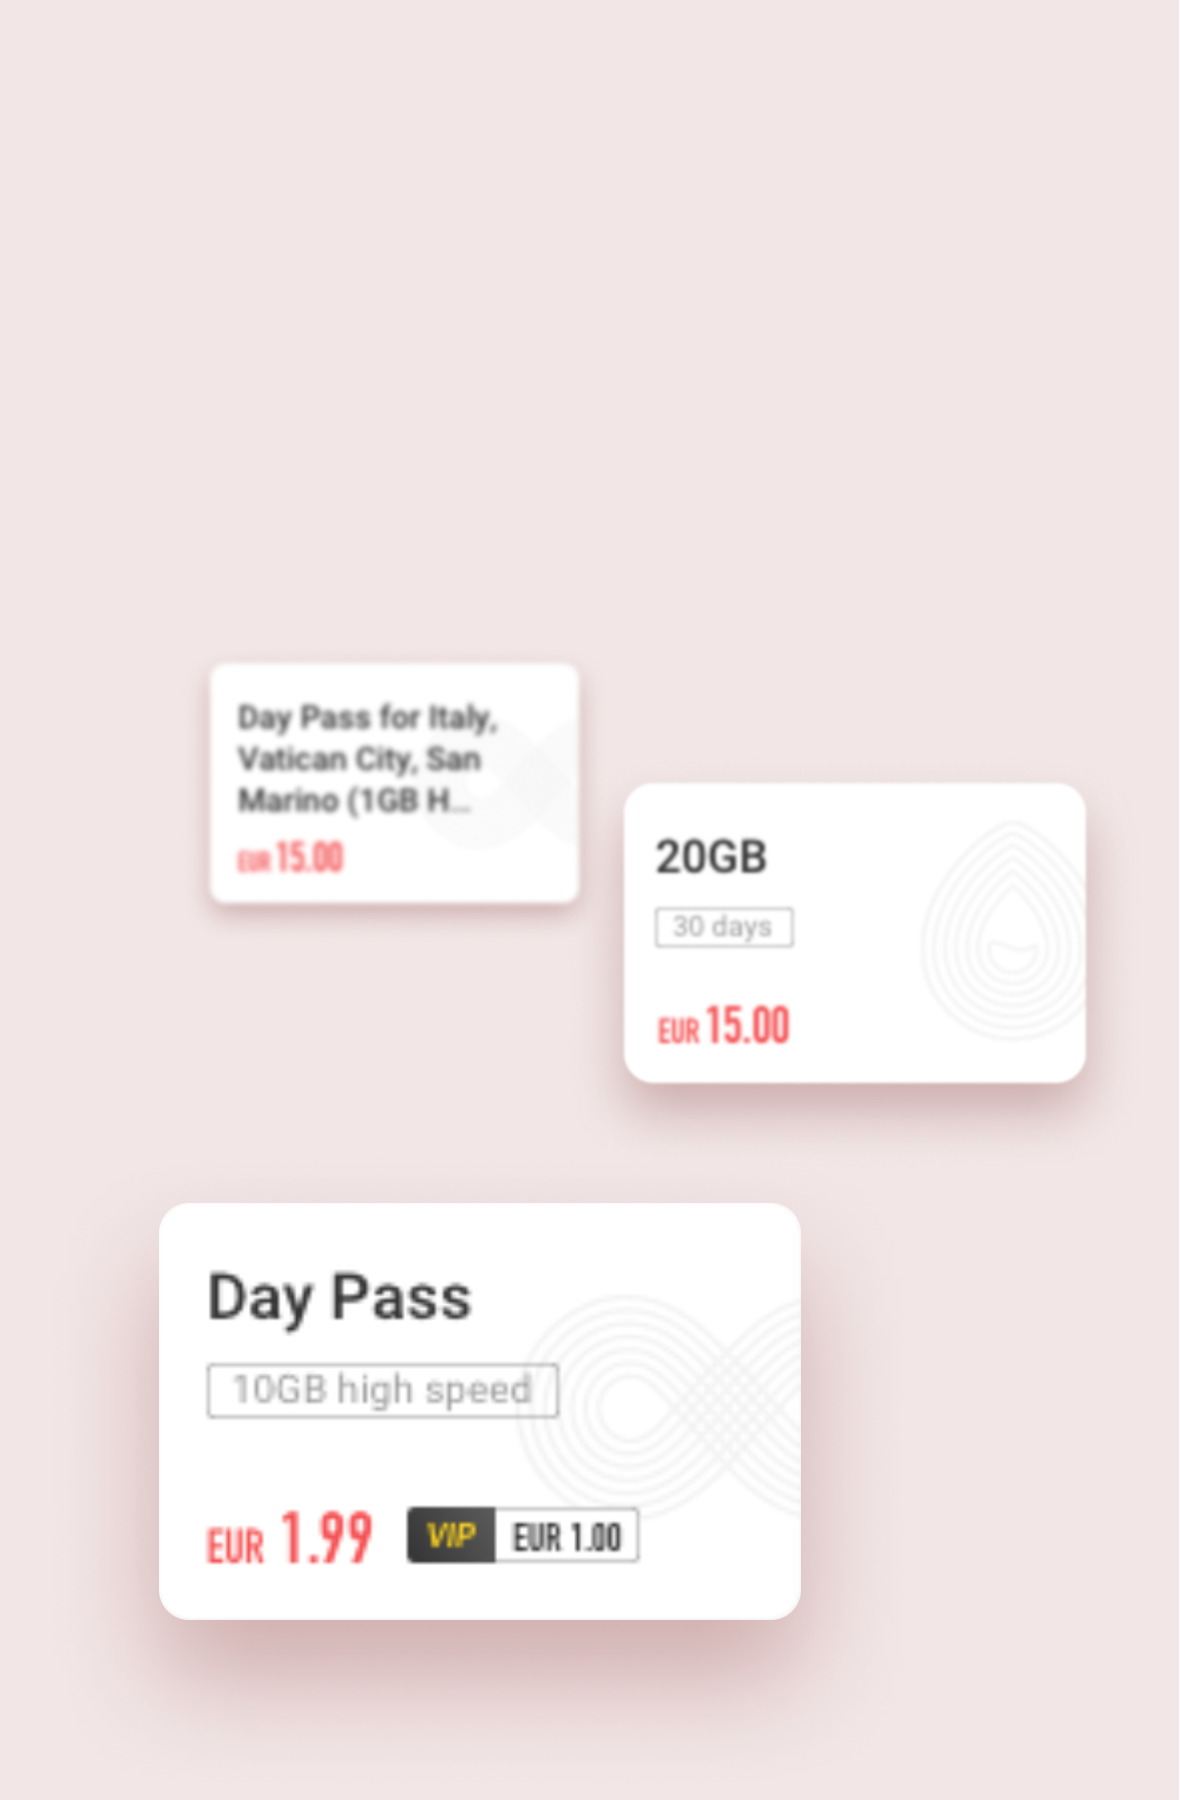 Day Pass for Italy,
Vatican City, San
Marino (1GB H...
EUR 15.00
20GB
30 days
EUR 15.00
Day Pass
10GB high speed
EUR 1.99 VIP EUR 1.00